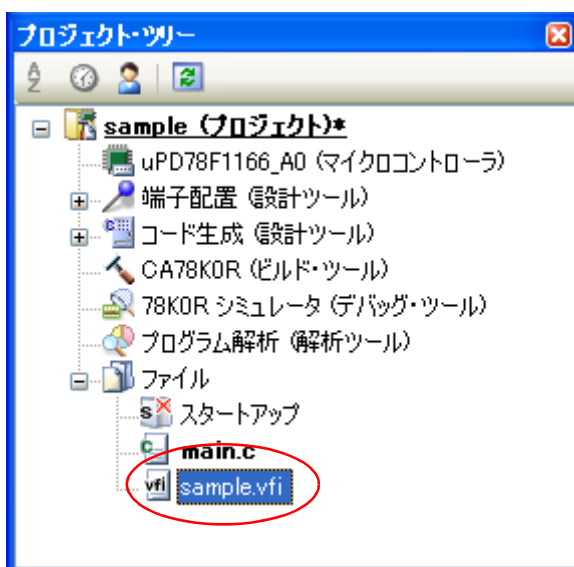 プロジェクト・ツリー
sample (プロジェクト)*
uPD78F1166_A0 (マイクロコントローラ)
端子配置 (設計ツール)
コード生成 (設計ツール)
CA78K0R (ビルド・ツール)
78K0R シミュレータ (デバッグ・ツール)
プログラム解析 (解析ツール)
ファイル
スタートアップ
main.c
sample.vfi